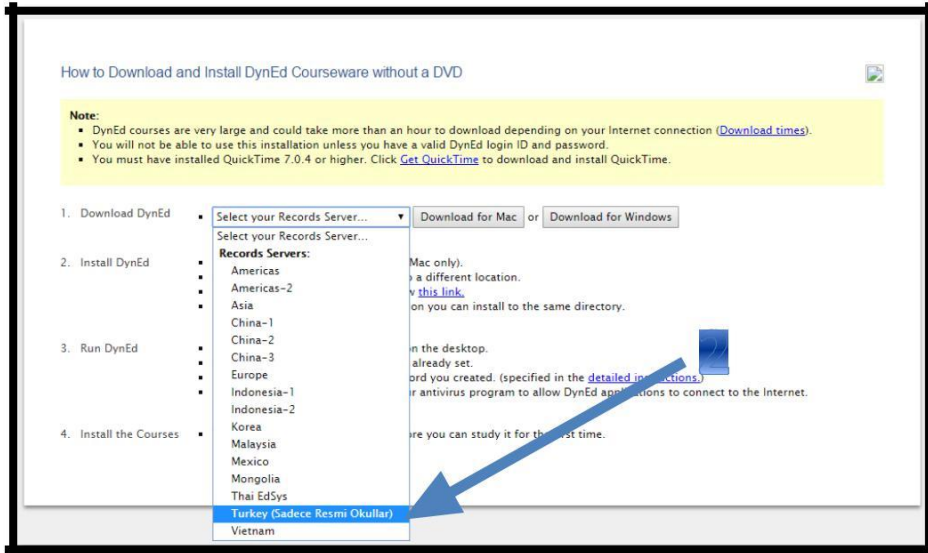 How to Download and Install DynEd Courseware without a DVD
Note:
▪ DynEd courses are very large and could take more than an hour to download depending on your Internet connection (Download times).
▪ You will not be able to use this installation unless you have a valid DynEd login ID and password.
▪ You must have installed QuickTime 7.0.4 or higher. Click Get QuickTime to download and install QuickTime.
1. Download DynEd ▪ Select your Records Server... ▼ Download for Mac or Download for Windows
Select your Records Server...
Records Servers:
2. Install DynEd ▪ Mac only).
Americas
a different location.
Americas-2
this link.
Asia
on you can install to the same directory.
China-1
China-2
3. Run DynEd ▪ n the desktop.
China-3
already set.
Europe
ord you created. (specified in the detailed
Indonesia-1
r antivirus program to allow DynEd to connect to the Internet.
Indonesia-2
Korea
4. Install the Courses ▪ re you can study it for the first time.
Malaysia
Mexico
Mongolia
Thai EdSys
Turkey (Sadece Resmi Okullar)
Vietnam
2